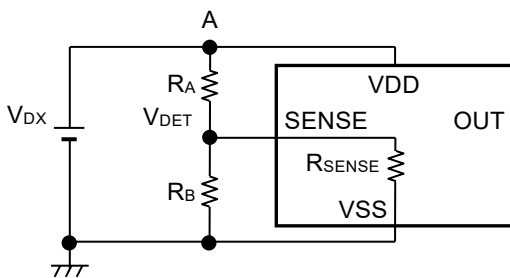 A
RA
VDD
VDX
VDET
SENSE
OUT
RSENSE
RB
VSS